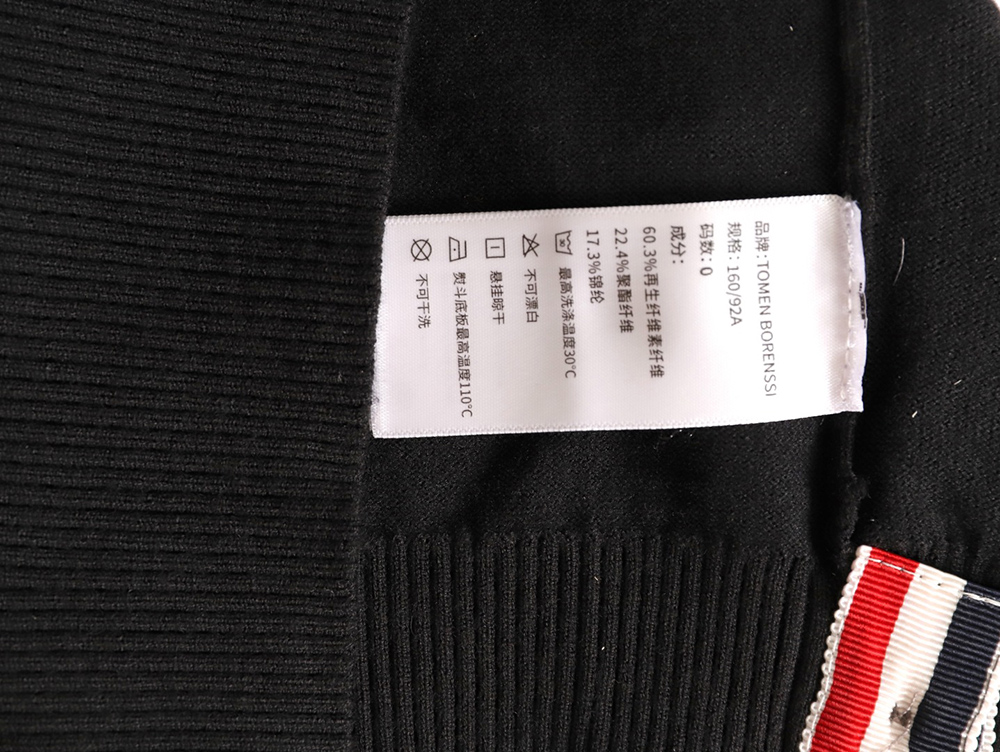 品牌：TOMEN BORENSSI
规格：160/92A
码数：0
成分：
60.3%再生纤维素纤维
22.4%聚酯纤维
17.3%锦纶
最高洗涤温度30°C
不可漂白
悬挂晾干
熨斗底板最高温度110°C
不可干洗